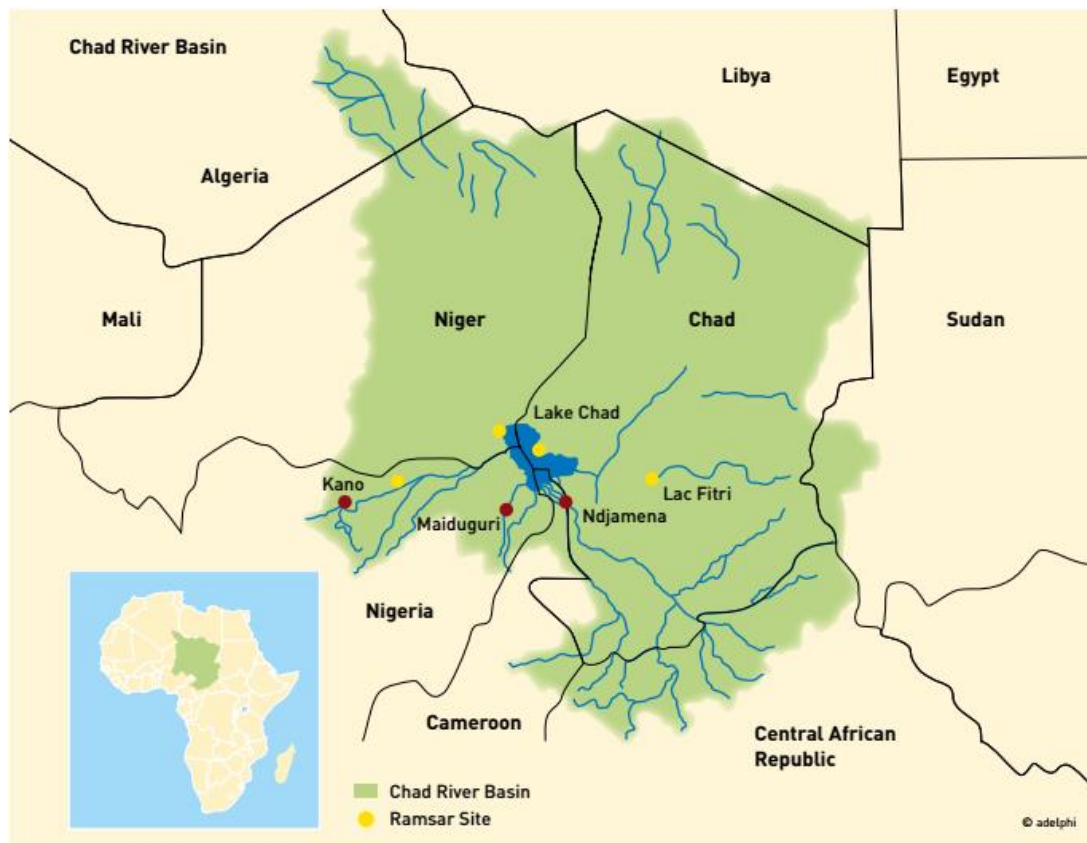 Chad River Basin
Libya
Egypt
Algeria
Mali
Niger
Chad
Sudan
Lake Chad
Kano
Maiduguri
Ndjamena
Lac Fitri
Nigeria
Cameroon
Central African
Republic
Chad River Basin
Ramsar Site
© adelphi